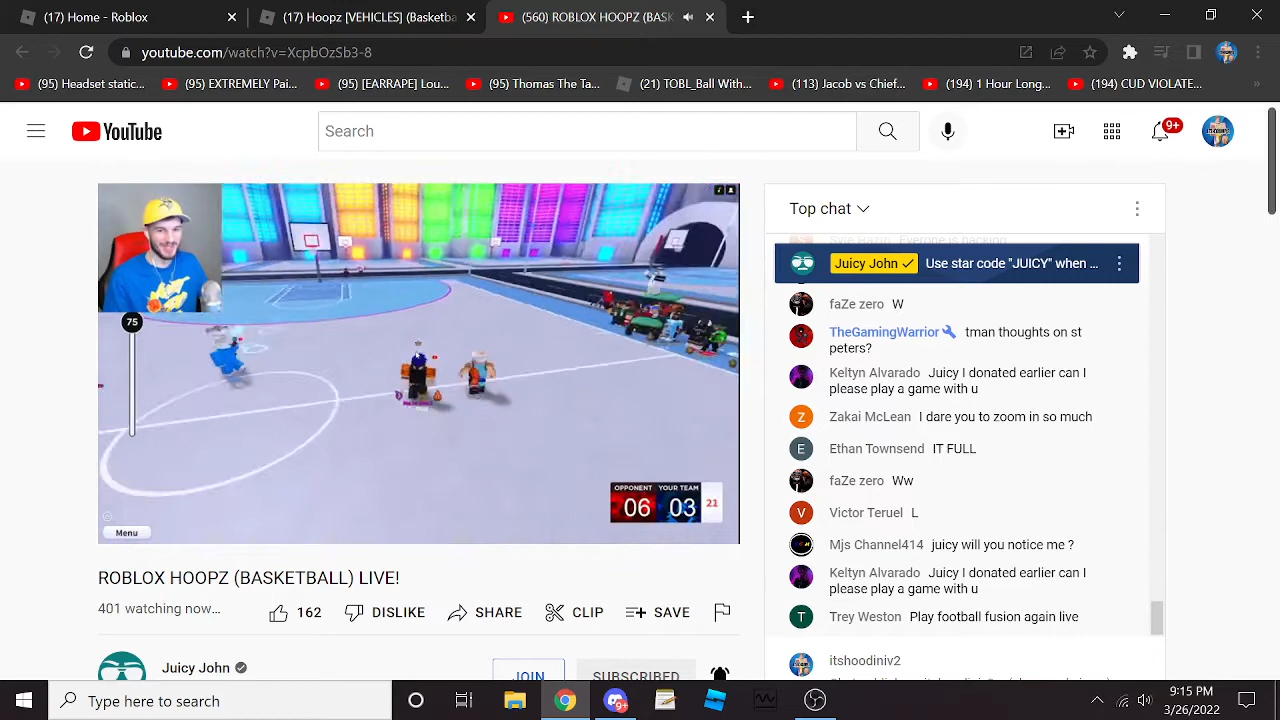 (17) Home - Roblox
(17) Hoopz [VEHICLES] (Basketba
(560) ROBLOX HOOPZ (BASK
youtube.com/watch?v=XcpbOzSb3-8
(95) Headset static...
(95) EXTREMELY Pai...
(95) [EARRAPE] Lou...
(95) Thomas The Ta...
(21) TOBL_Ball With...
(113) Jacob vs Chief...
(194) 1 Hour Long...
(194) CUD VIOLATE...
YouTube
Search
9+
75
OPPONENT YOUR TEAM
06 03 21
Menu
ROBLOX HOOPZ (BASKETBALL) LIVE!
401 watching now...
162 DISLIKE SHARE CLIP SAVE
Juicy John
JOIN SUBSCRIBED
Top chat
Syie Razin Everone is hacking
Juicy John Use star code "JUICY" when ...
faZe zero W
TheGamingWarrior tman thoughts on st
peters?
Keltyn Alvarado Juicy I donated earlier can I
please play a game with u
Zakai McLean I dare you to zoom in so much
Ethan Townsend IT FULL
faZe zero Ww
Victor Teruel L
Mjs Channel414 juicy will you notice me ?
Keltyn Alvarado Juicy I donated earlier can I
please play a game with u
Trey Weston Play football fusion again live
itshoodiniv2
Type here to search
9+
9:15 PM
3/26/2022